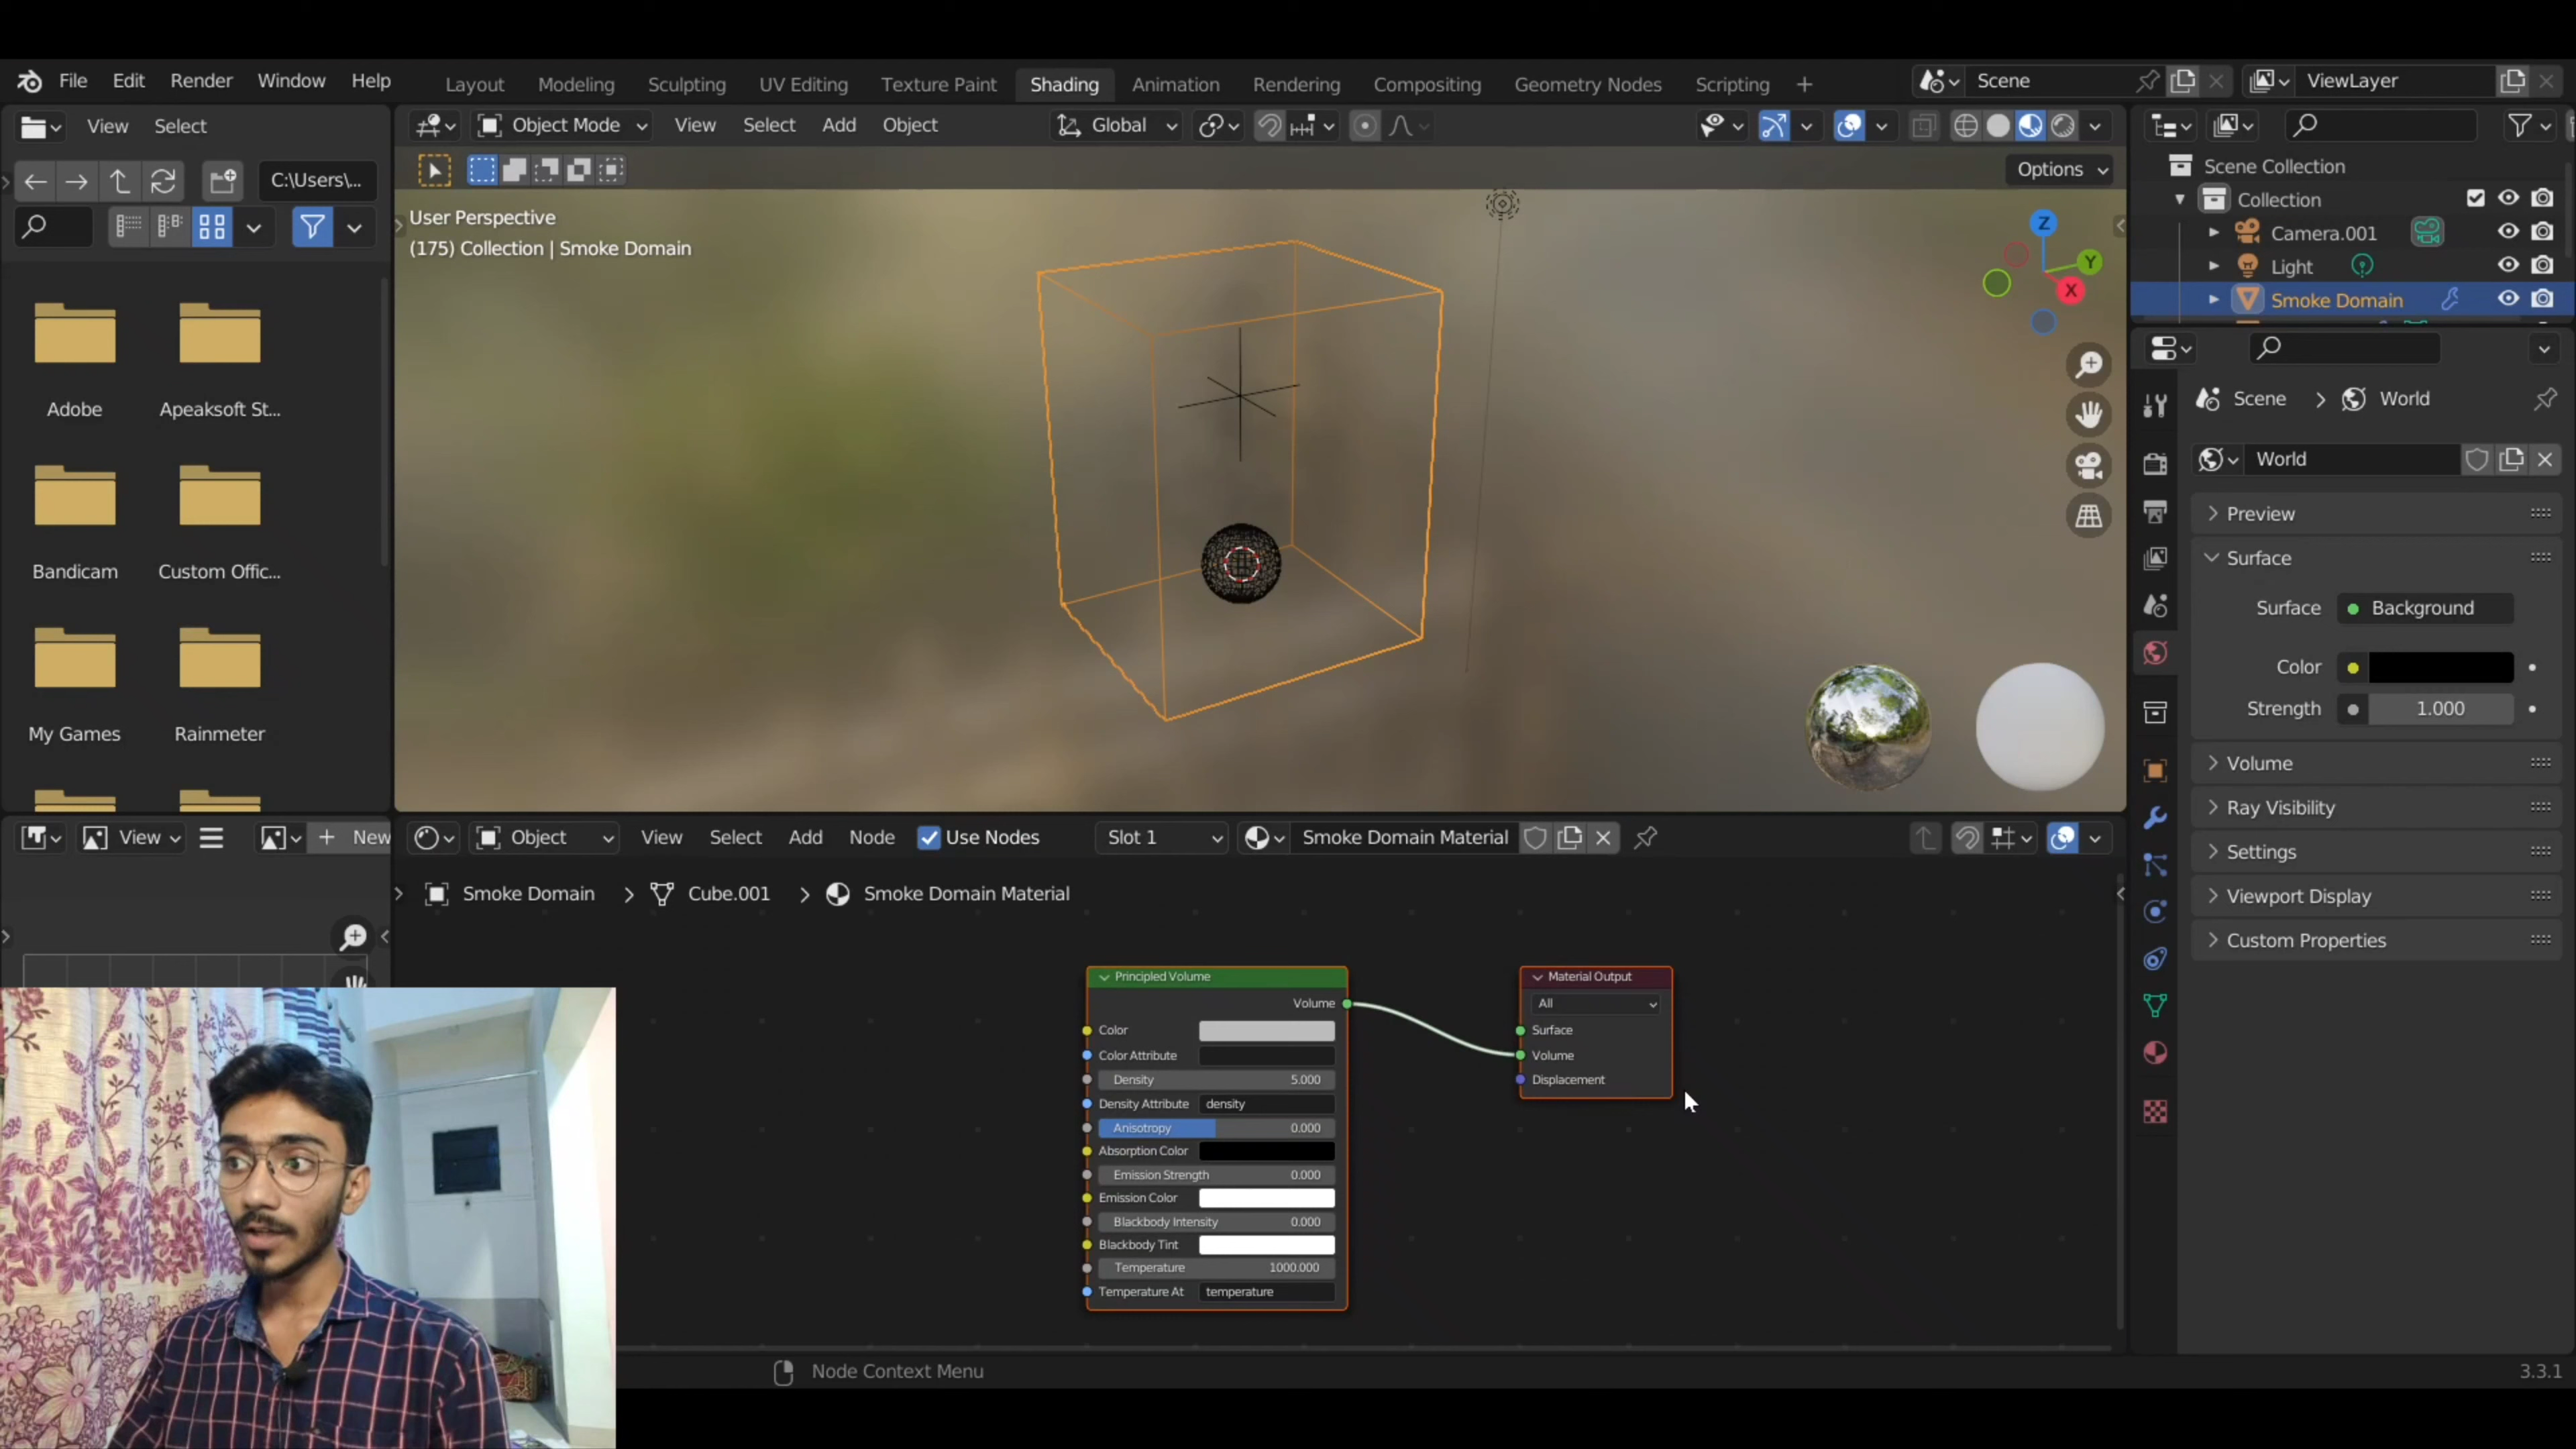 File Edit Render Window Help Layout Modeling Sculpting UV Editing Texture Paint Shading Animation Rendering Compositing Geometry Nodes Scripting + Scene ViewLayer
View Select
Object Mode View Select Add Object Global
C:\Users\...
Options
User Perspective
(175) Collection | Smoke Domain
Z
Y
X
Adobe
Apeaksoft St...
Bandicam
Custom Offic...
My Games
Rainmeter
Scene Collection
Collection
Camera.001
Light
Smoke Domain
Scene > World
World
Preview
Surface
Surface Background
Color
Strength 1.000
Volume
Ray Visibility
Settings
Viewport Display
Custom Properties
View + New
Object View Select Add Node Use Nodes Slot 1 Smoke Domain Material
Smoke Domain > Cube.001 > Smoke Domain Material
Principled Volume
Volume
Color
Color Attribute
Density 5.000
Density Attribute density
Anisotropy 0.000
Absorption Color
Emission Strength 0.000
Emission Color
Blackbody Intensity 0.000
Blackbody Tint
Temperature 1000.000
Temperature At temperature
Material Output
All
Surface
Volume
Displacement
Node Context Menu
3.3.1